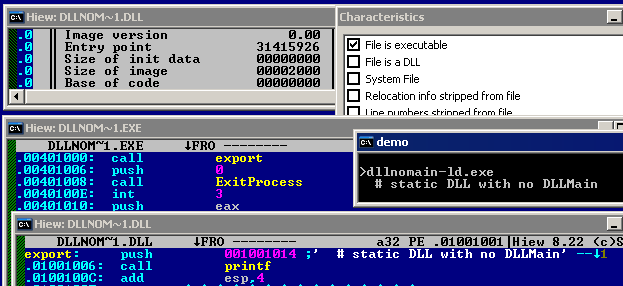 Hiew: DLLNOM~1.DLL
.0 Image version 0.00
.0 Entry point 31415926
.0 Size of init data 00000000
.0 Size of image 00002000
.0 Base of code 00000000
Characteristics
File is executable
File is a DLL
System File
Relocation info stripped from file
Line numbers stripped from file
Hiew: DLLNOM~1.EXE
DLLNOM~1.EXE ↓FRO --------
.00401000: call export
.00401006: push 0
.00401008: call ExitProcess
.0040100E: int 3
.00401010: push eax
demo
>dllnomain-ld.exe
# static DLL with no DLLMain
Hiew: DLLNOM~1.DLL
DLLNOM~1.DLL ↓FRO -------- a32 PE .01001001|Hiew 8.22 (c)S
export: push 001001014 ;' # static DLL with no DLLMain' --↓1
.01001006: call printf
.0100100C: add esp,4